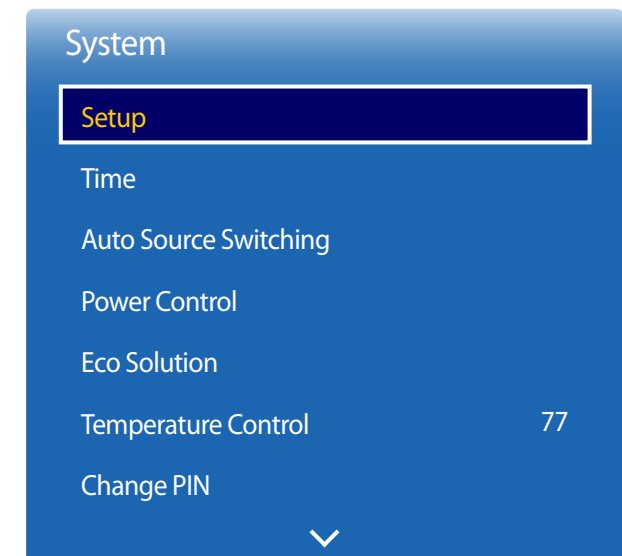 System
Setup
Time
Auto Source Switching
Power Control
Eco Solution
Temperature Control 77
Change PIN